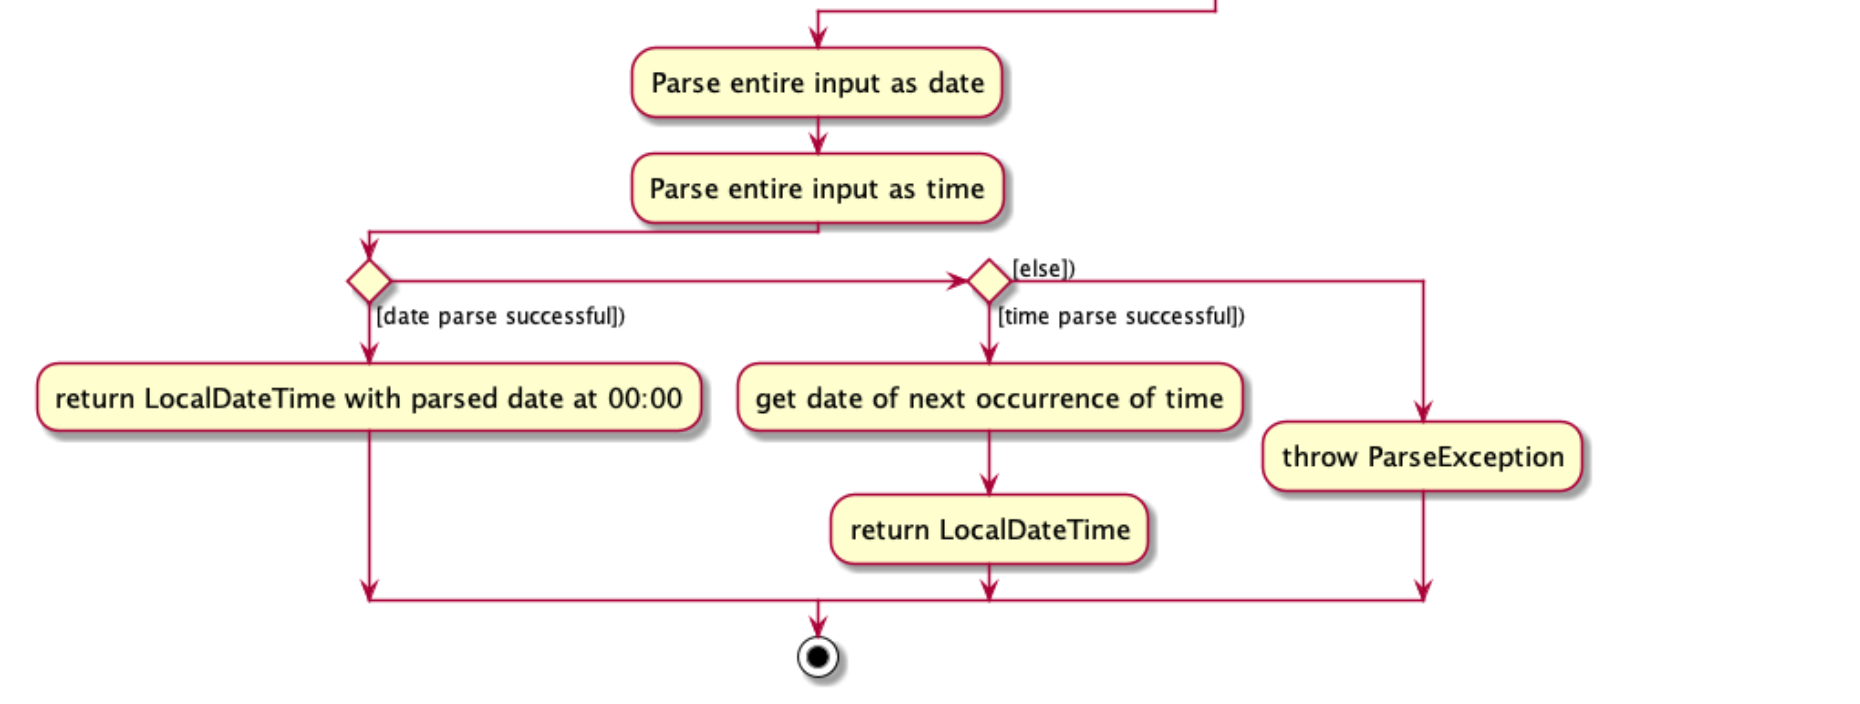 Parse entire input as date
Parse entire input as time
[else])
[date parse successful])
[time parse successful])
return LocalDateTime with parsed date at 00:00
get date of next occurrence of time
throw ParseException
return LocalDateTime